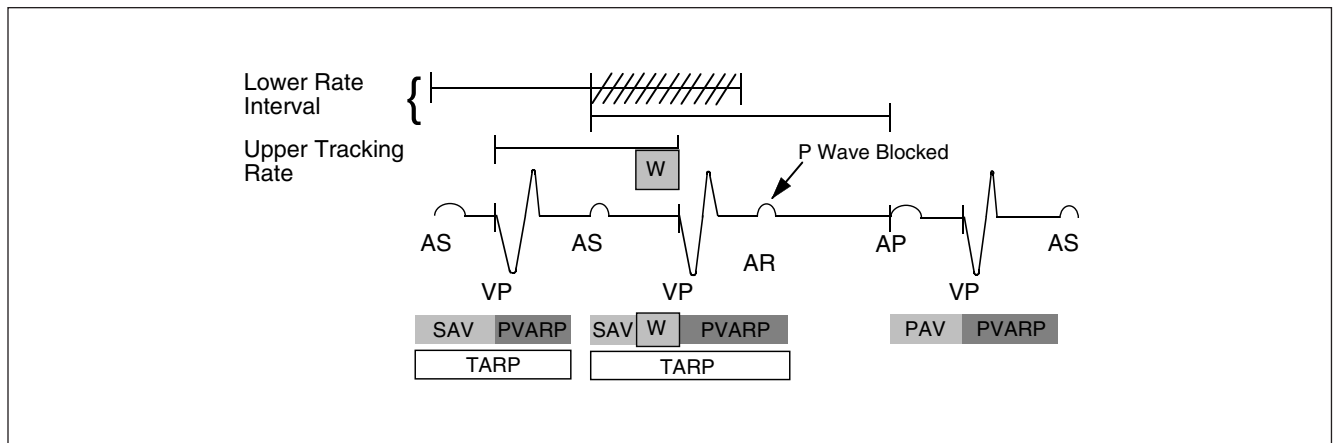 Lower Rate
Interval
{
Upper Tracking
Rate
W
P Wave Blocked
AS
AS
AP
AS
AR
VP
VP
VP
SAV PVARP
SAV W PVARP
PAV PVARP
TARP
TARP